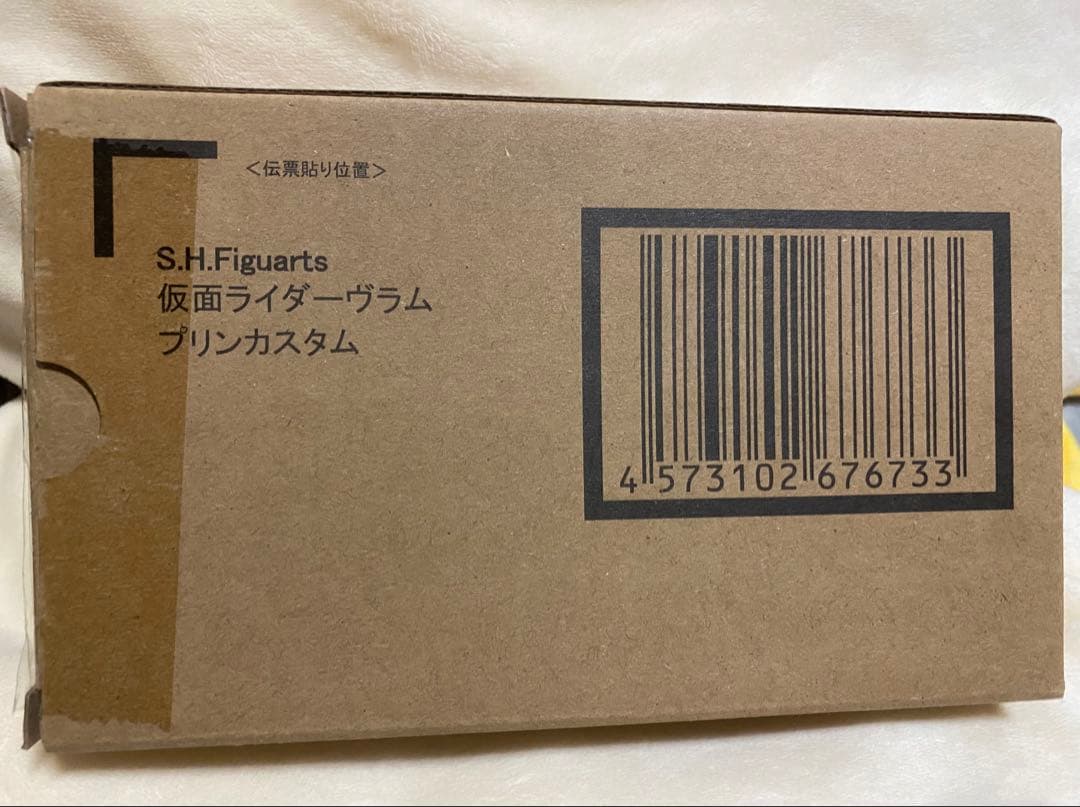 <伝票貼り位置>
S.H.Figuarts
仮面ライダーヴラム
プリンカスタム
4 573102 676733